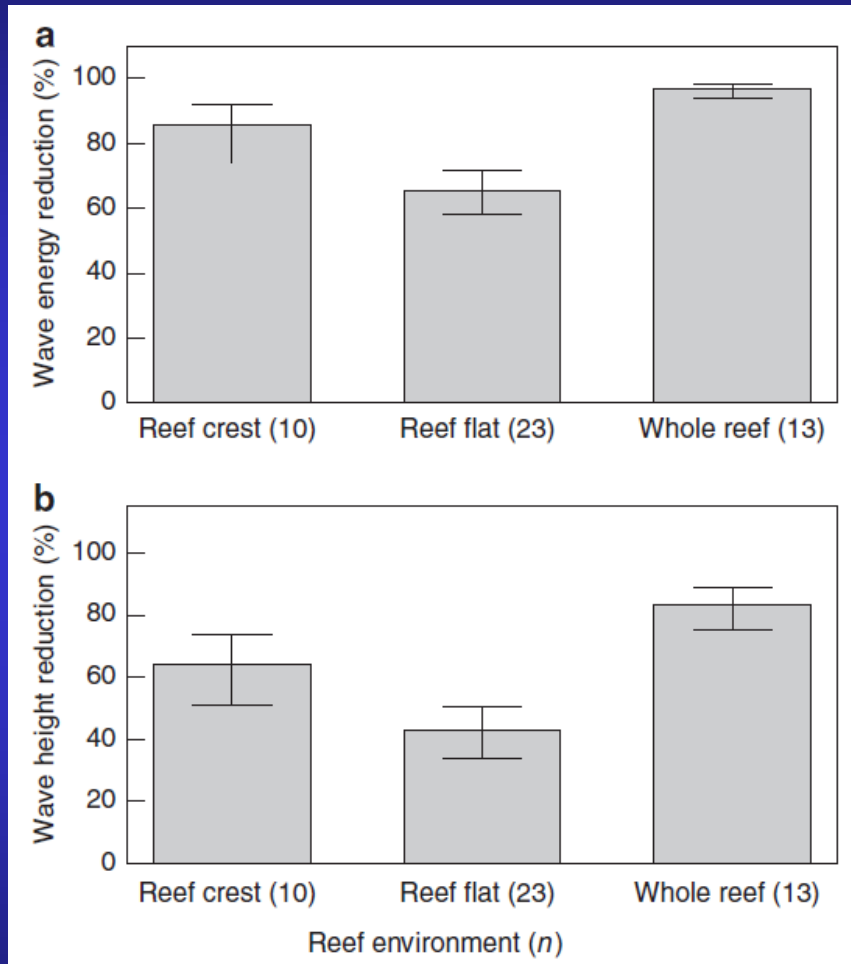 a
Wave energy reduction (%)
100
80
60
40
20
0
Reef crest (10) Reef flat (23) Whole reef (13)
b
Wave height reduction (%)
100
80
60
40
20
0
Reef crest (10) Reef flat (23) Whole reef (13)
Reef environment (n)